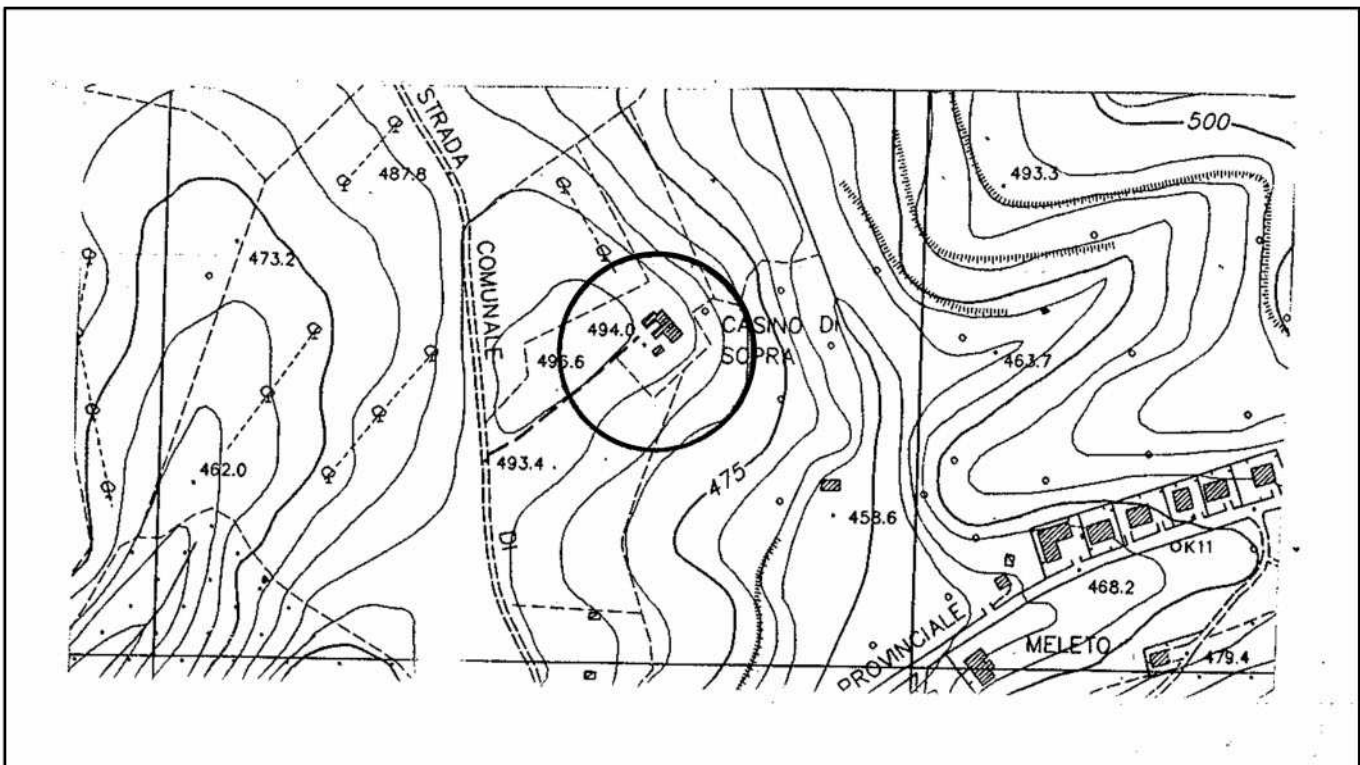 500
STRADA
487.8
493.3
473.2
COMUNALE
494.0
CASINO DI
SOPRA
496.6
463.7
493.4
462.0
475
458.6
DI
K11
468.2
PROVINCIALE
MELETO
479.4